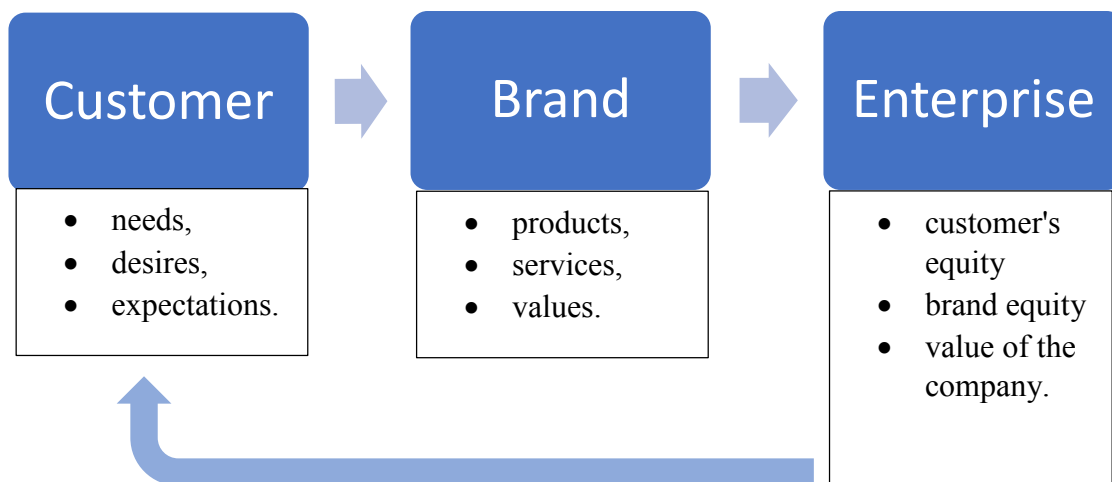 Customer
• needs,
• desires,
• expectations.
Brand
• products,
• services,
• values.
Enterprise
• customer's
equity
• brand equity
• value of the
company.